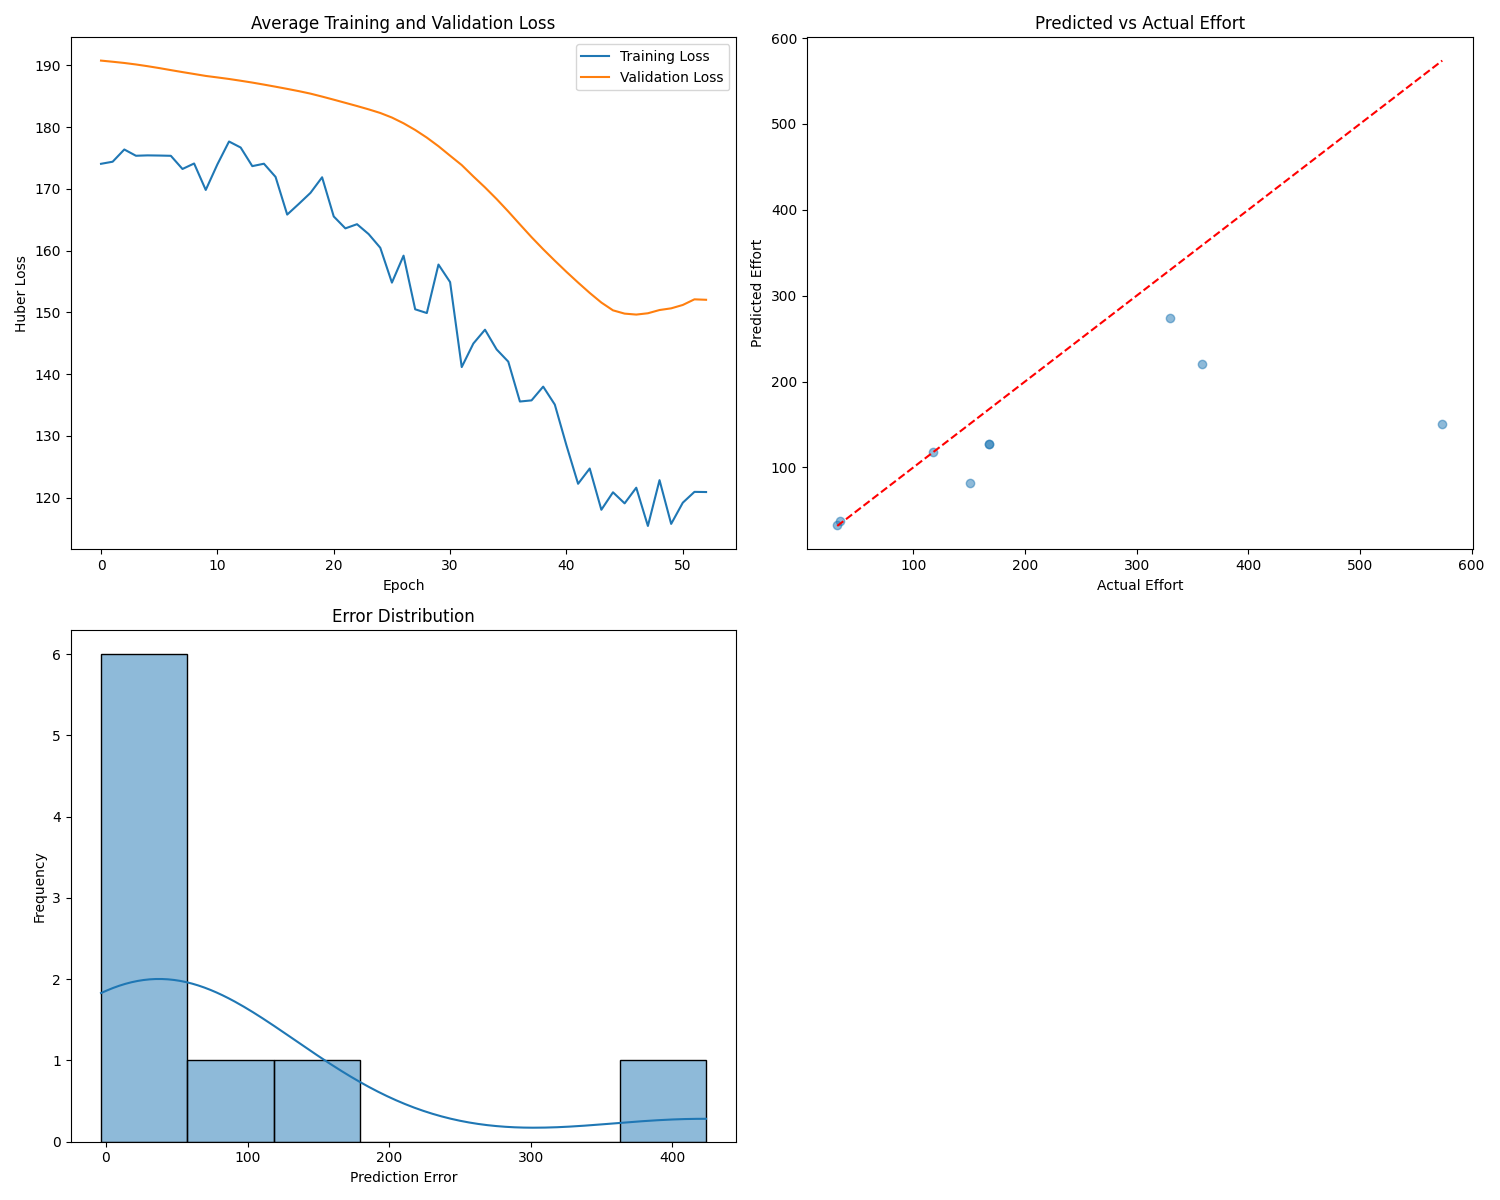 Average Training and Validation Loss
Training Loss
Validation Loss
190
180
170
160
150
140
130
120
Huber Loss
0 10 20 30 40 50
Epoch
Predicted vs Actual Effort
600
500
400
300
200
100
Predicted Effort
100 200 300 400 500 600
Actual Effort
Error Distribution
6
5
4
3
2
1
0
Frequency
0 100 200 300 400
Prediction Error